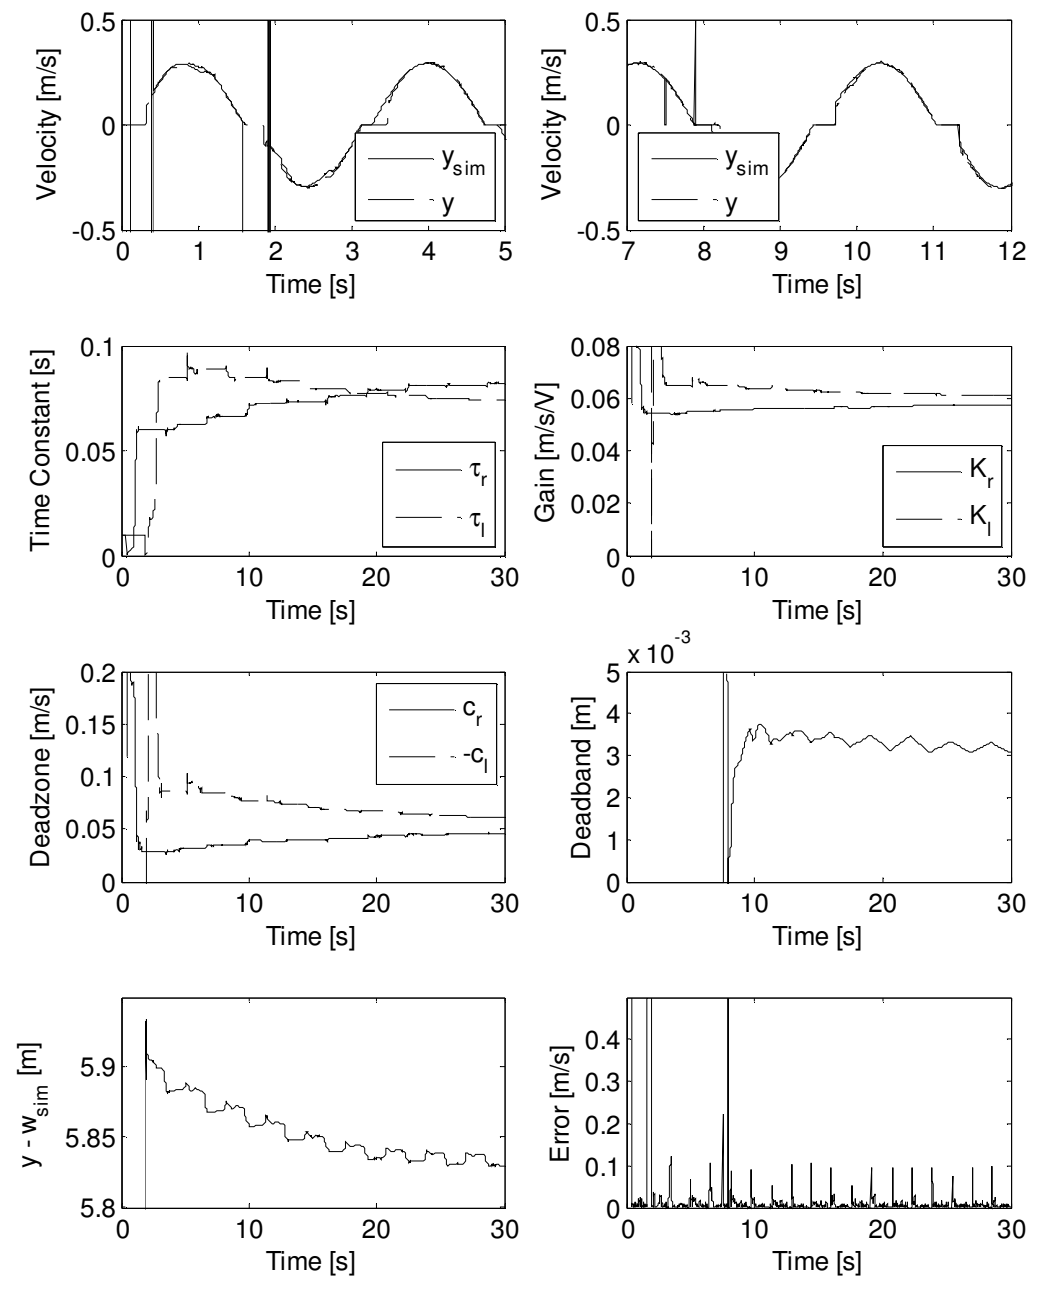 Velocity [m/s]
0.5
0
-0.5
0 1 2 3 4 5
Time [s]
y_sim
y
Velocity [m/s]
0.5
0
-0.5
7 8 9 10 11 12
Time [s]
y_sim
y
Time Constant [s]
0.1
0.05
0
0 10 20 30
Time [s]
τ_r
τ_l
Gain [m/s/V]
0.08
0.06
0.04
0.02
0
0 10 20 30
Time [s]
K_r
K_l
Deadzone [m/s]
0.2
0.15
0.1
0.05
0
0 10 20 30
Time [s]
c_r
-c_l
x 10^-3
Deadband [m]
5
4
3
2
1
0
0 10 20 30
Time [s]
y - w_sim [m]
5.9
5.85
5.8
0 10 20 30
Time [s]
Error [m/s]
0.4
0.3
0.2
0.1
0
0 10 20 30
Time [s]